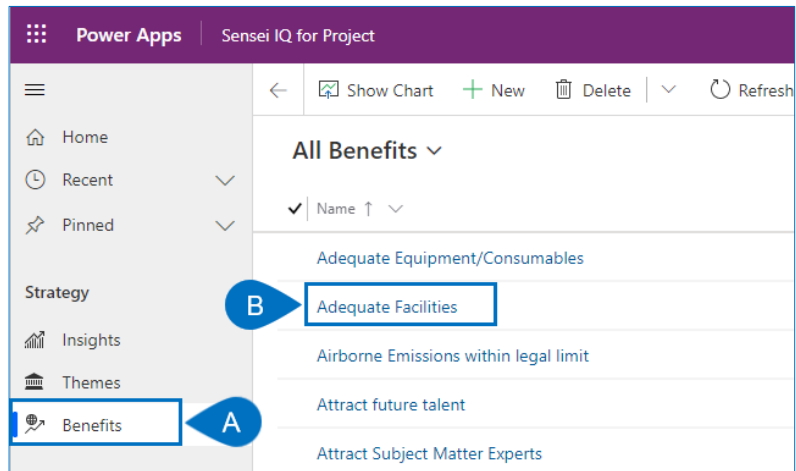 Power Apps Sensei IQ for Project
Show Chart New Delete Refresh
Home
Recent
Pinned
Strategy
Insights
Themes
Benefits
A
All Benefits
Name ↑
Adequate Equipment/Consumables
B
Adequate Facilities
Airborne Emissions within legal limit
Attract future talent
Attract Subject Matter Experts